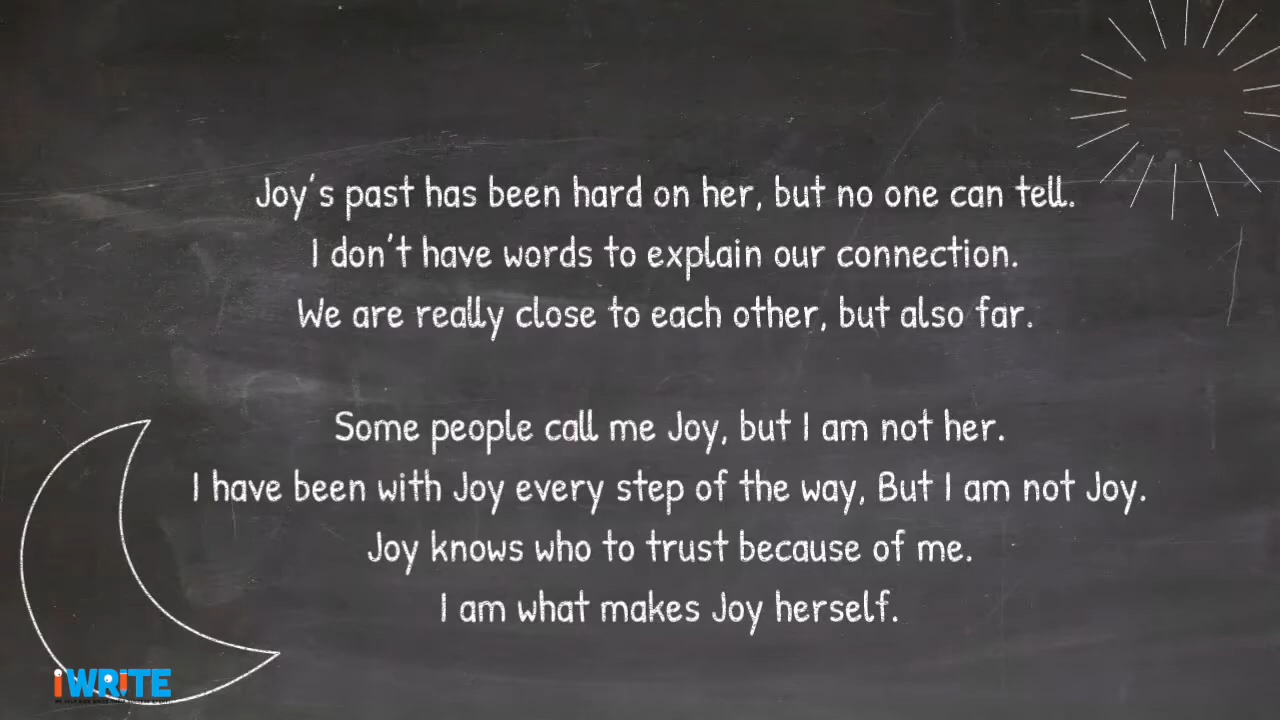 Joy's past has been hard on her, but no one can tell.
I don't have words to explain our connection.
We are really close to each other, but also far.
Some people call me Joy, but I am not her.
I have been with Joy every step of the way, But I am not Joy.
Joy knows who to trust because of me.
I am what makes Joy herself.
iWRITE